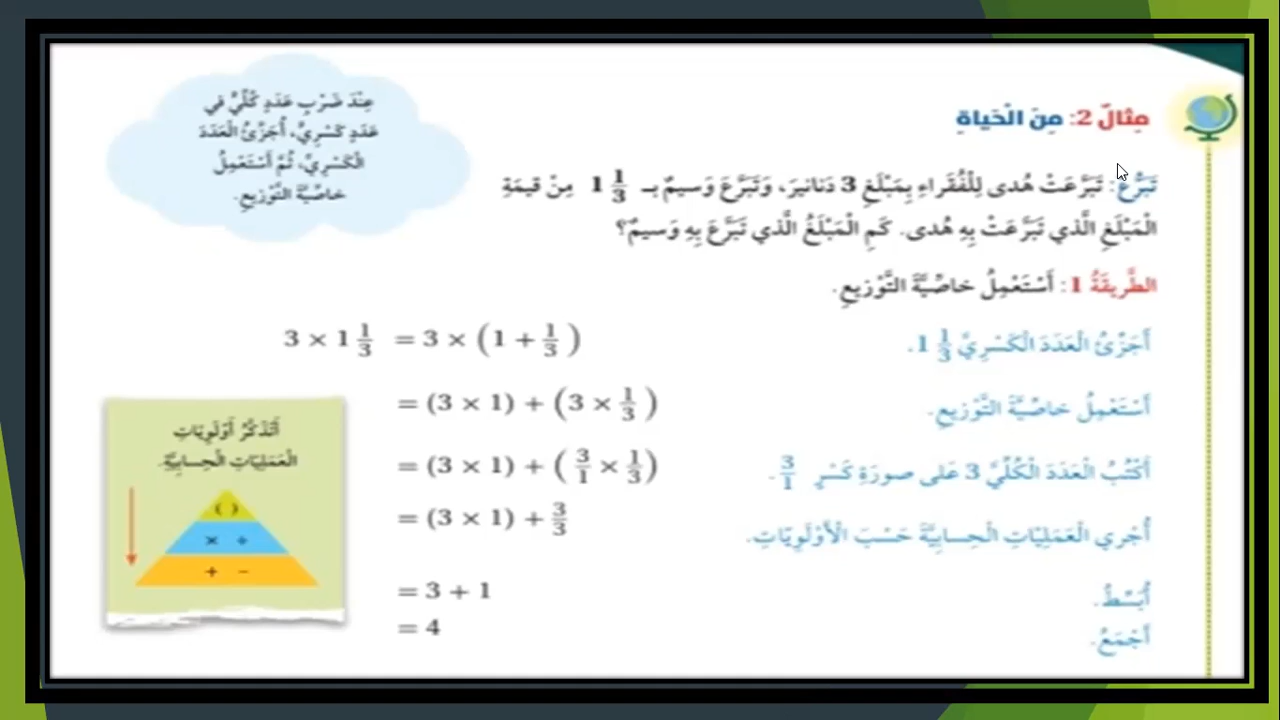 مِثالٌ 2: مِنَ الْحَياةِ
تَبَرُّعٌ: تَبَرَّعَتْ هُدى لِلْفُقَراءِ بِمَبْلَغِ 3 دَنانيرَ، وَتَبَرَّعَ وَسيمٌ بـ 1 1/3 مِنْ قيمَةِ
الْمَبْلَغِ الَّذي تَبَرَّعَتْ بِهِ هُدى. كَمِ الْمَبْلَغُ الَّذي تَبَرَّعَ بِهِ وَسيمٌ؟
عِنْدَ ضَرْبِ عَدَدٍ كُلِّيٍّ في
عَدَدٍ كَسْرِيٍّ، أُجَزِّئُ الْعَدَدَ
الْكَسْرِيَّ، ثُمَّ أَسْتَعْمِلُ
خاصِّيَّةَ التَّوْزيعِ.
الطَّريقَةُ 1: أَسْتَعْمِلُ خاصِّيَّةَ التَّوْزيعِ.
أُجَزِّئُ الْعَدَدَ الْكَسْرِيَّ 1 1/3.
3 × 1 1/3 = 3 × (1 + 1/3)
أَسْتَعْمِلُ خاصِّيَّةَ التَّوْزيعِ.
= (3 × 1) + (3 × 1/3)
أَكْتُبُ الْعَدَدَ الْكُلِّيَّ 3 عَلى صورَةِ كَسْرٍ 3/1.
= (3 × 1) + (3/1 × 1/3)
أُجْري الْعَمَلِيّاتِ الْحِسابِيَّةَ حَسَبَ الْأَوْلَوِيّاتِ.
= (3 × 1) + 3/3
أُبَسِّطُ.
= 3 + 1
أَجْمَعُ.
= 4
أَتَذَكَّرُ أَوْلَوِيّاتِ
الْعَمَلِيّاتِ الْحِسابِيَّةِ.
( )
× ÷
+ −